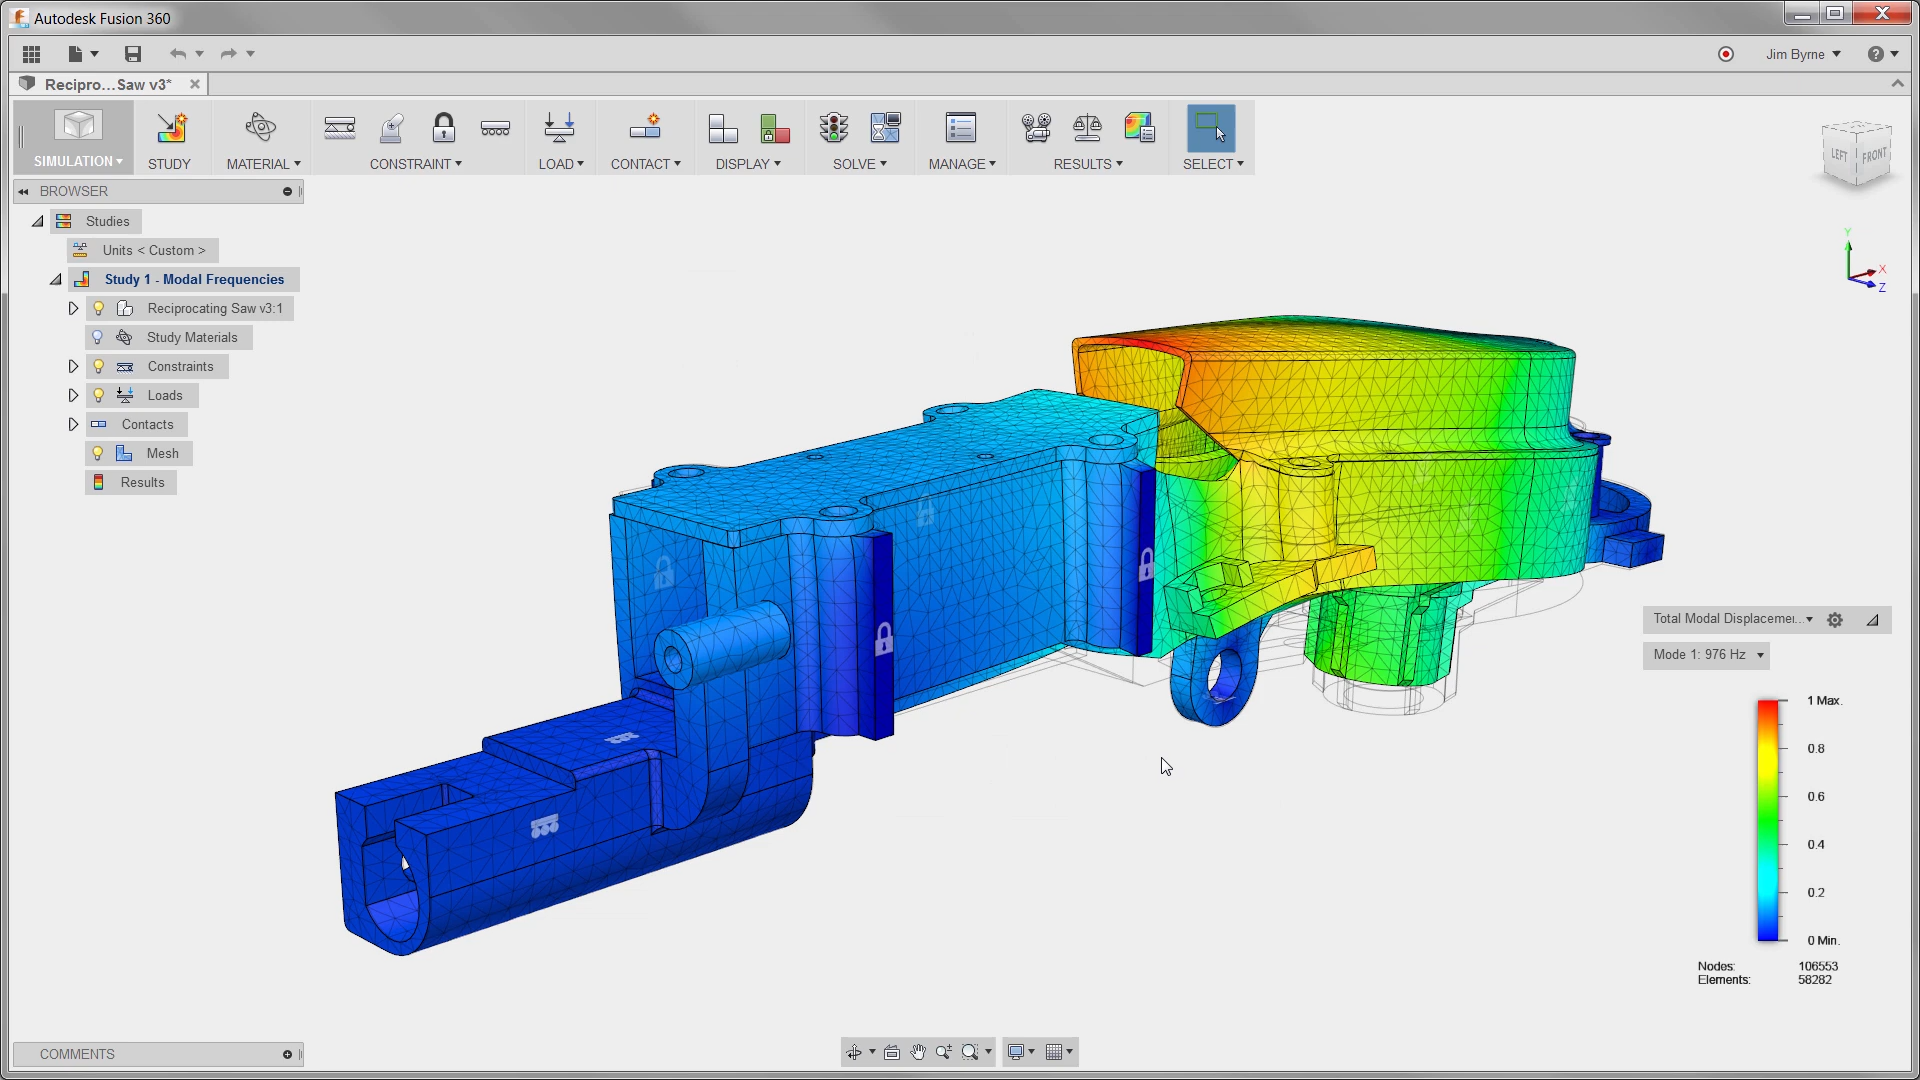 Autodesk Fusion 360
Jim Byrne
Recipro...Saw v3*
SIMULATION
STUDY
MATERIAL
CONSTRAINT
LOAD
CONTACT
DISPLAY
SOLVE
MANAGE
RESULTS
SELECT
LEFT
FRONT
BROWSER
Studies
Units < Custom >
Study 1 - Modal Frequencies
Reciprocating Saw v3:1
Study Materials
Constraints
Loads
Contacts
Mesh
Results
Y
X
Z
Total Modal Displacemen...
Mode 1: 976 Hz
1 Max.
0.8
0.6
0.4
0.2
0 Min.
Nodes: 106553
Elements: 58282
COMMENTS